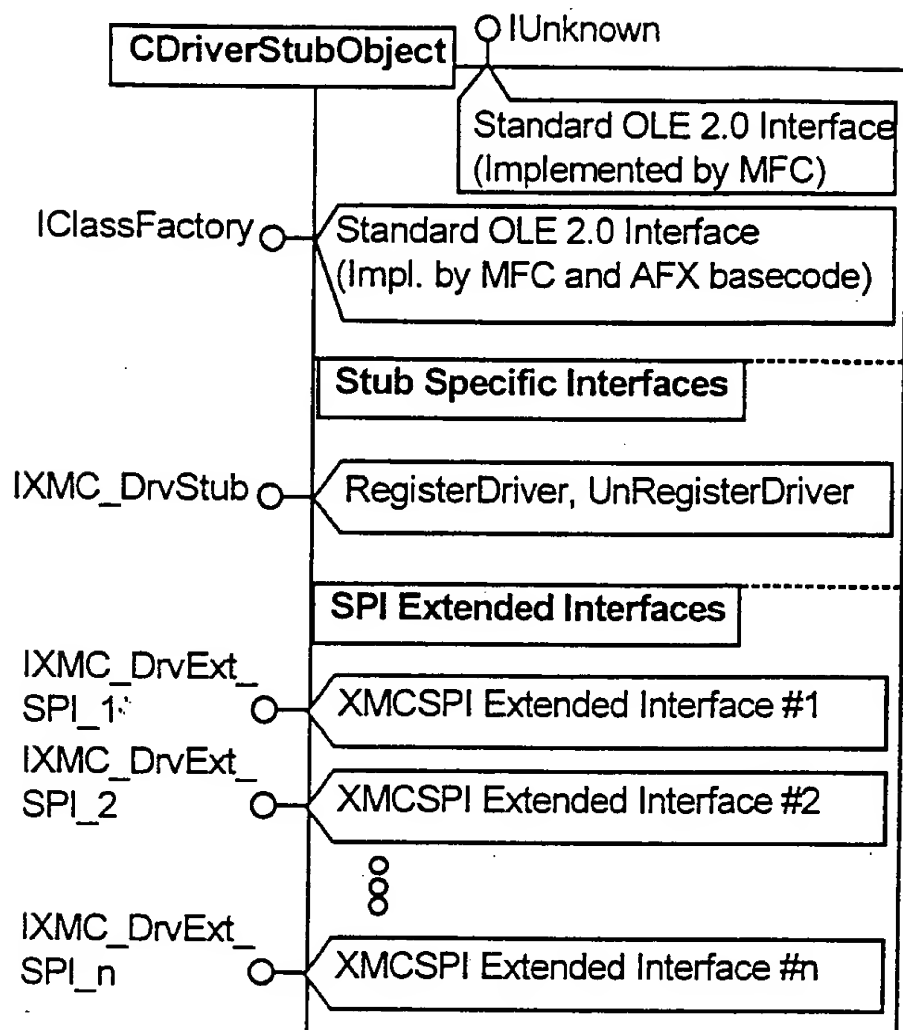 CDriverStubObject
IUnknown
Standard OLE 2.0 Interface
(Implemented by MFC)
IClassFactory
Standard OLE 2.0 Interface
(Impl. by MFC and AFX basecode)
Stub Specific Interfaces
IXMC_DrvStub
RegisterDriver, UnRegisterDriver
SPI Extended Interfaces
IXMC_DrvExt_
SPI_1
XMCSPI Extended Interface #1
IXMC_DrvExt_
SPI_2
XMCSPI Extended Interface #2
IXMC_DrvExt_
SPI_n
XMCSPI Extended Interface #n